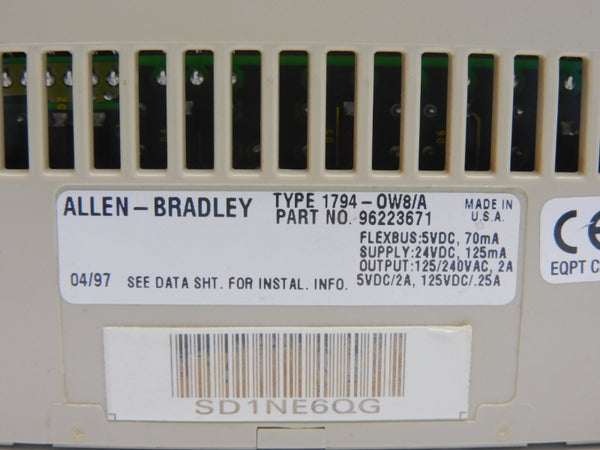 ALLEN-BRADLEY
TYPE 1794-OW8/A
PART NO. 96223671
MADE IN
U.S.A.
FLEXBUS:5VDC, 70mA
SUPPLY:24VDC, 125mA
OUTPUT:125/240VAC, 2A
5VDC/2A, 125VDC/.25A
04/97 SEE DATA SHT. FOR INSTAL. INFO.
CE
EQPT C
SD1NE6QG